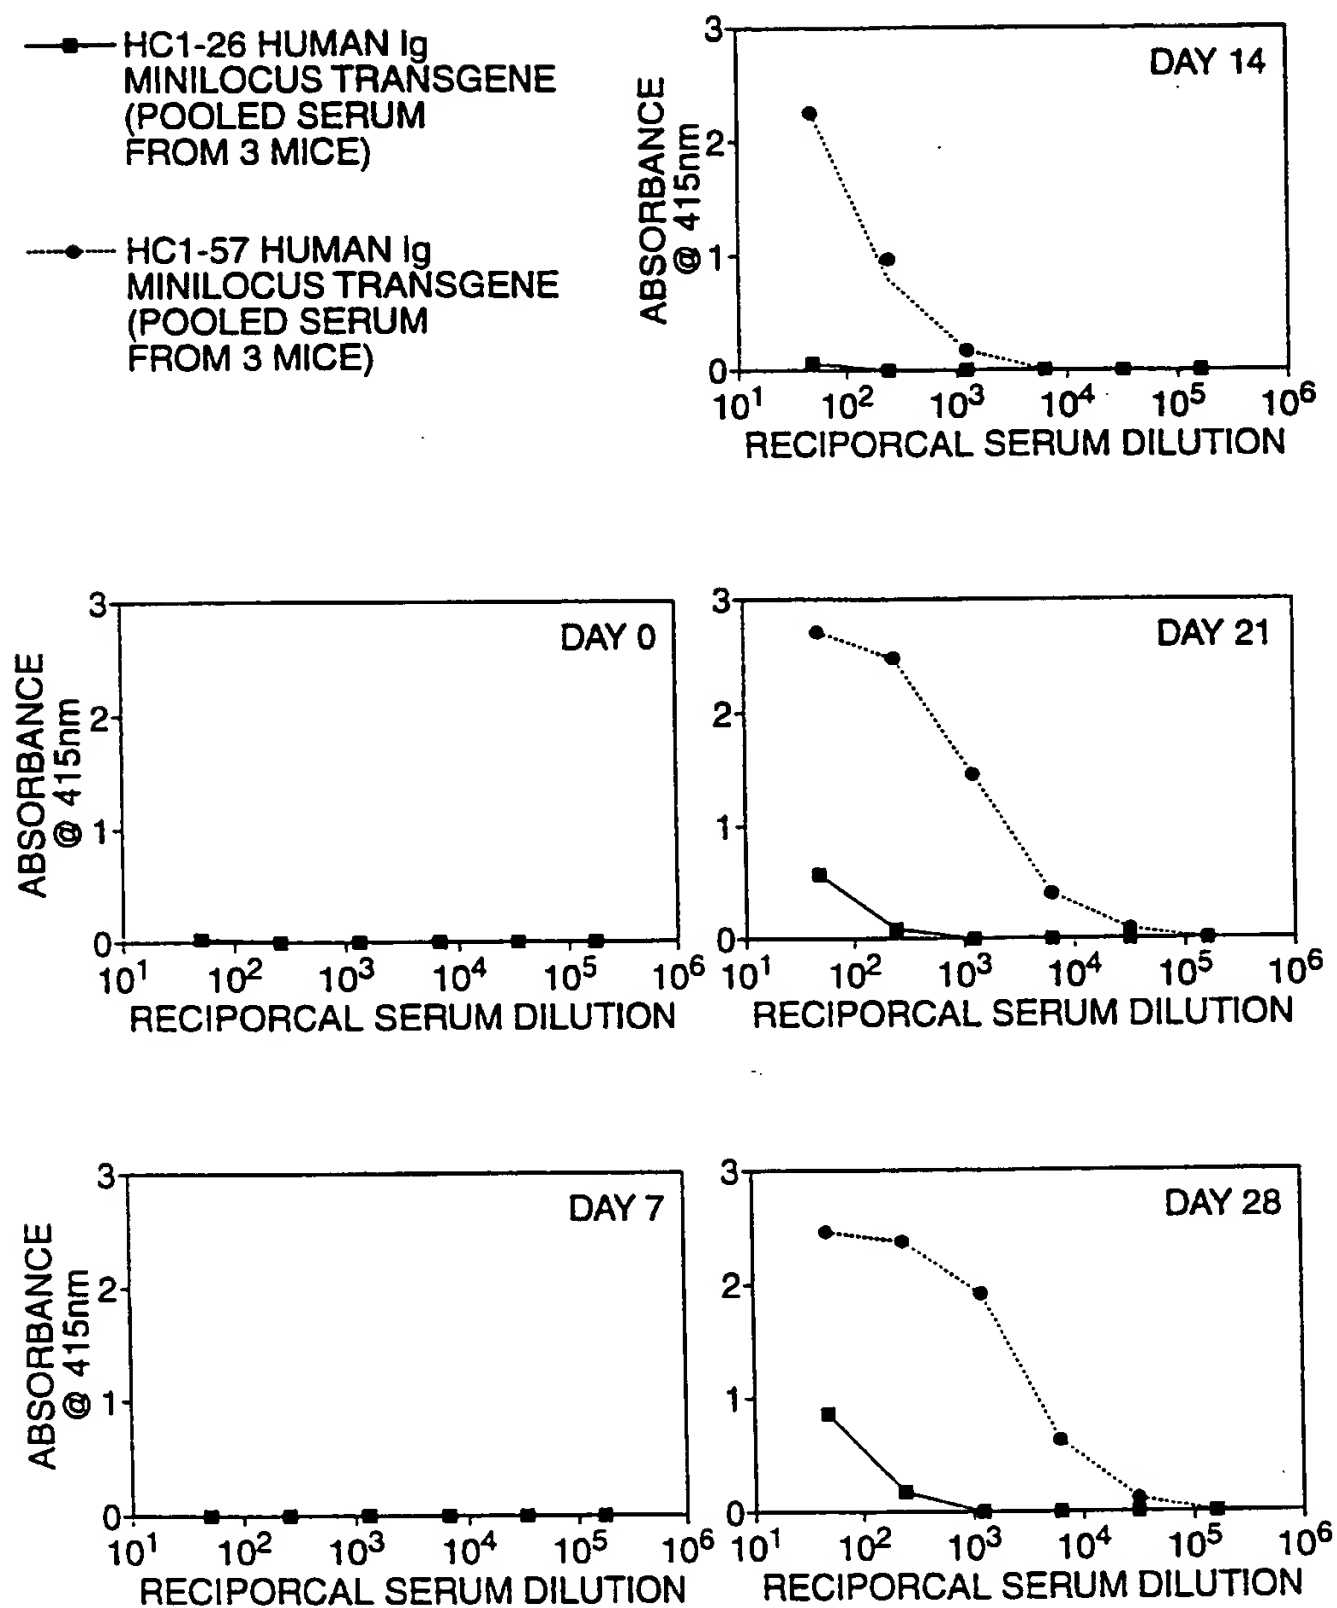 HC1-26 HUMAN Ig
MINILOCUS TRANSGENE
(POOLED SERUM
FROM 3 MICE)
HC1-57 HUMAN Ig
MINILOCUS TRANSGENE
(POOLED SERUM
FROM 3 MICE)
DAY 14
ABSORBANCE
@ 415nm
3
2
1
0
10¹ 10² 10³ 10⁴ 10⁵ 10⁶
RECIPORCAL SERUM DILUTION
DAY 0
ABSORBANCE
@ 415nm
3
2
1
0
10¹ 10² 10³ 10⁴ 10⁵ 10⁶
RECIPORCAL SERUM DILUTION
DAY 21
3
2
1
0
10¹ 10² 10³ 10⁴ 10⁵ 10⁶
RECIPORCAL SERUM DILUTION
DAY 7
ABSORBANCE
@ 415nm
3
2
1
0
10¹ 10² 10³ 10⁴ 10⁵ 10⁶
RECIPORCAL SERUM DILUTION
DAY 28
3
2
1
0
10¹ 10² 10³ 10⁴ 10⁵ 10⁶
RECIPORCAL SERUM DILUTION